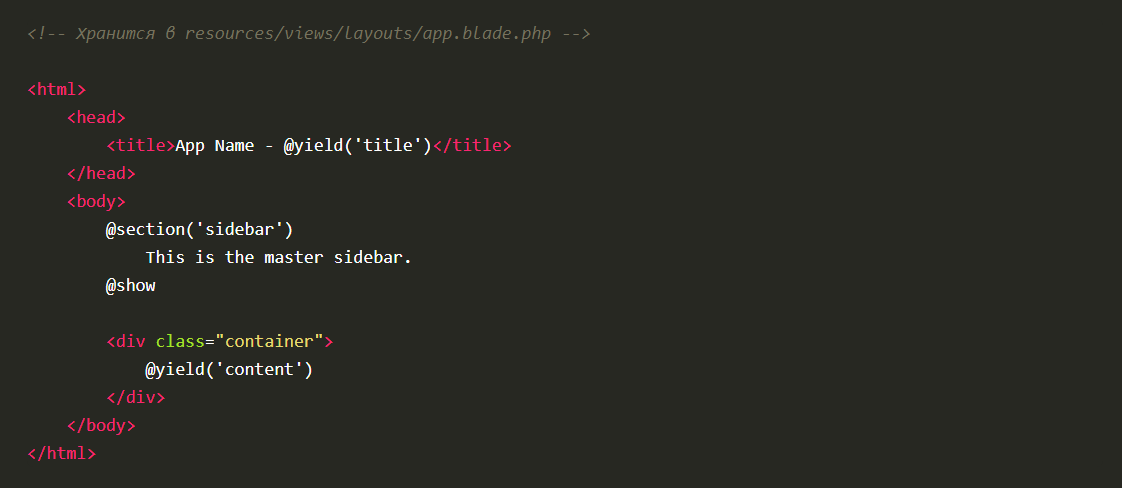 <!-- Хранится в resources/views/layouts/app.blade.php -->
<html>
    <head>
        <title>App Name - @yield('title')</title>
    </head>
    <body>
        @section('sidebar')
            This is the master sidebar.
        @show
        <div class="container">
            @yield('content')
        </div>
    </body>
</html>